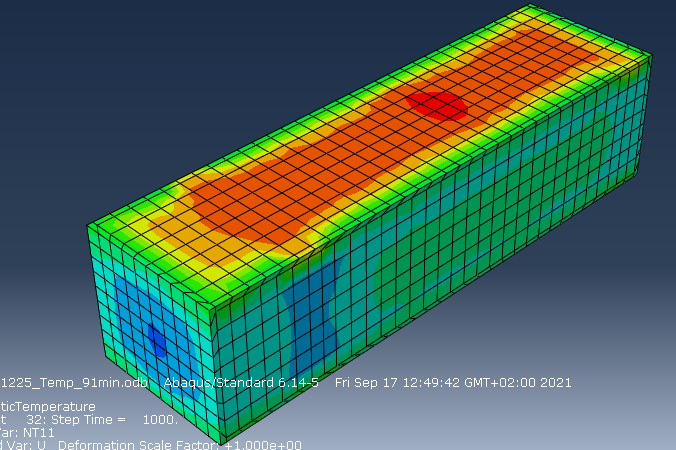 1225_Temp_91min.odb Abaqus/Standard 6.14-5 Fri Sep 17 12:49:42 GMT+02:00 2021
ticTemperature
t 32: Step Time = 1000.
Var: NT11
d Var: U Deformation Scale Factor: +1.000e+00